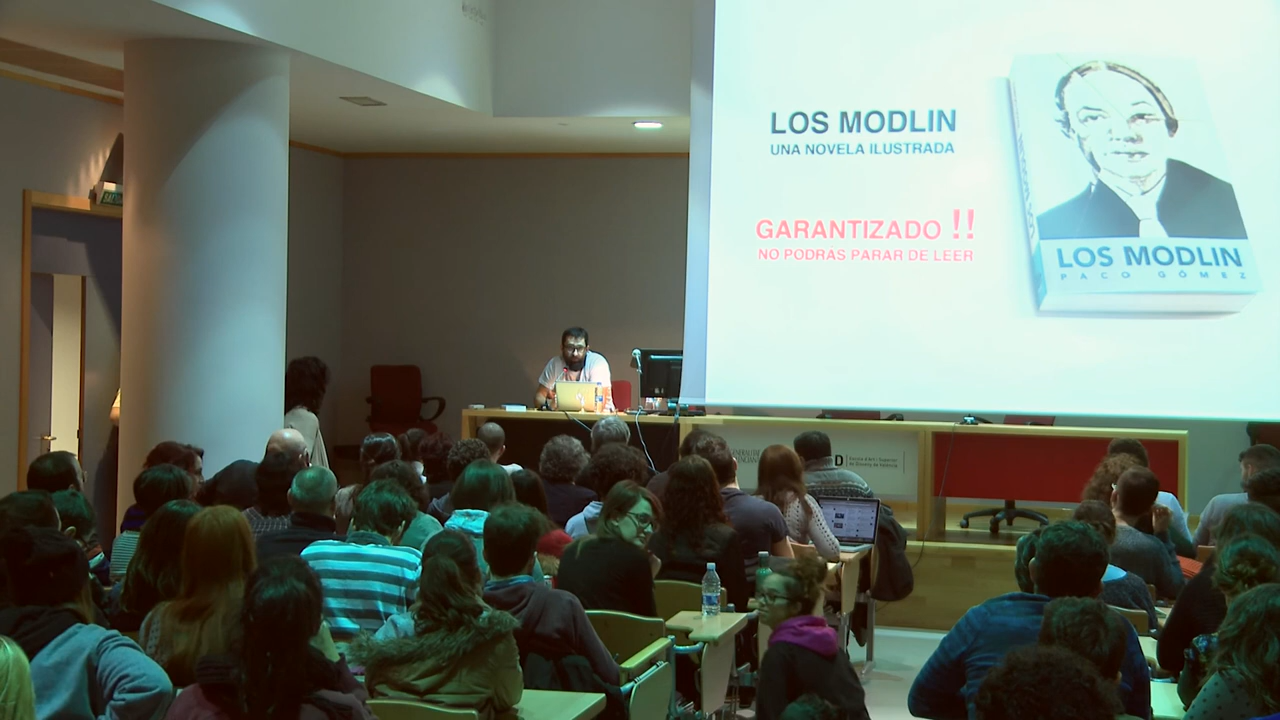 LOS MODLIN
UNA NOVELA ILUSTRADA
GARANTIZADO !!
NO PODRAS PARAR DE LEER
LOS MODLIN
PACO GÓMEZ
D